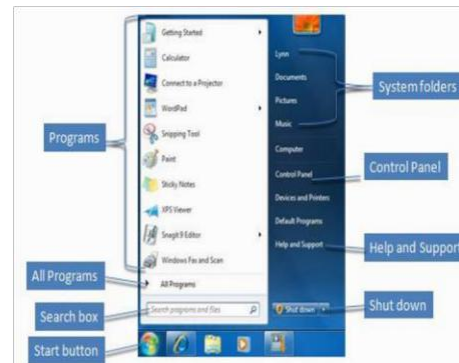 Programs
All Programs
Search box
Start button
Getting Started
Calculator
Connect to a Projector
WordPad
Snipping Tool
Paint
Sticky Notes
XPS Viewer
SnagIt 9 Editor
Windows Fax and Scan
All Programs
Search programs and files
Lynn
Documents
Pictures
Music
Computer
Control Panel
Devices and Printers
Default Programs
Help and Support
Shut down
System folders
Control Panel
Help and Support
Shut down